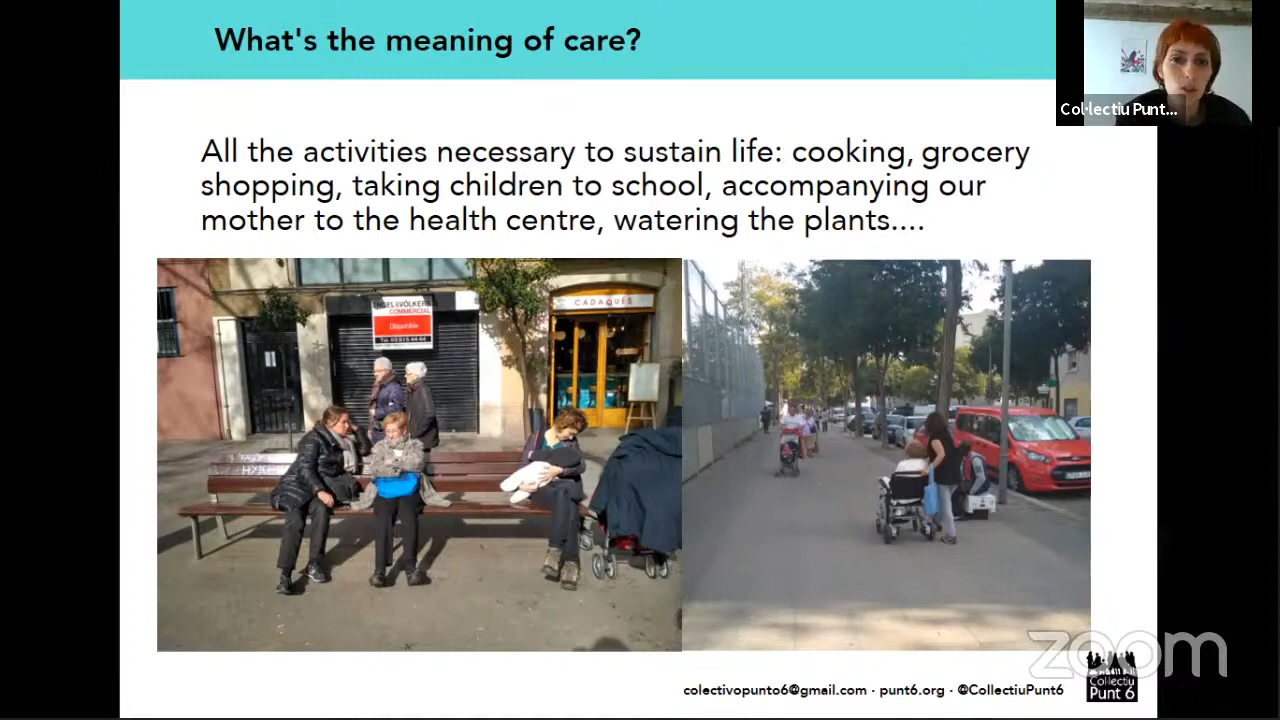 What's the meaning of care?
Col·lectiu Punt...
All the activities necessary to sustain life: cooking, grocery
shopping, taking children to school, accompanying our
mother to the health centre, watering the plants....
ENGEL&VÖLKERS
COMMERCIAL
Disponible
CADAQUÉS
zoom
colectivopunto6@gmail.com · punt6.org · @CollectiuPunt6
Col·lectiu
Punt 6